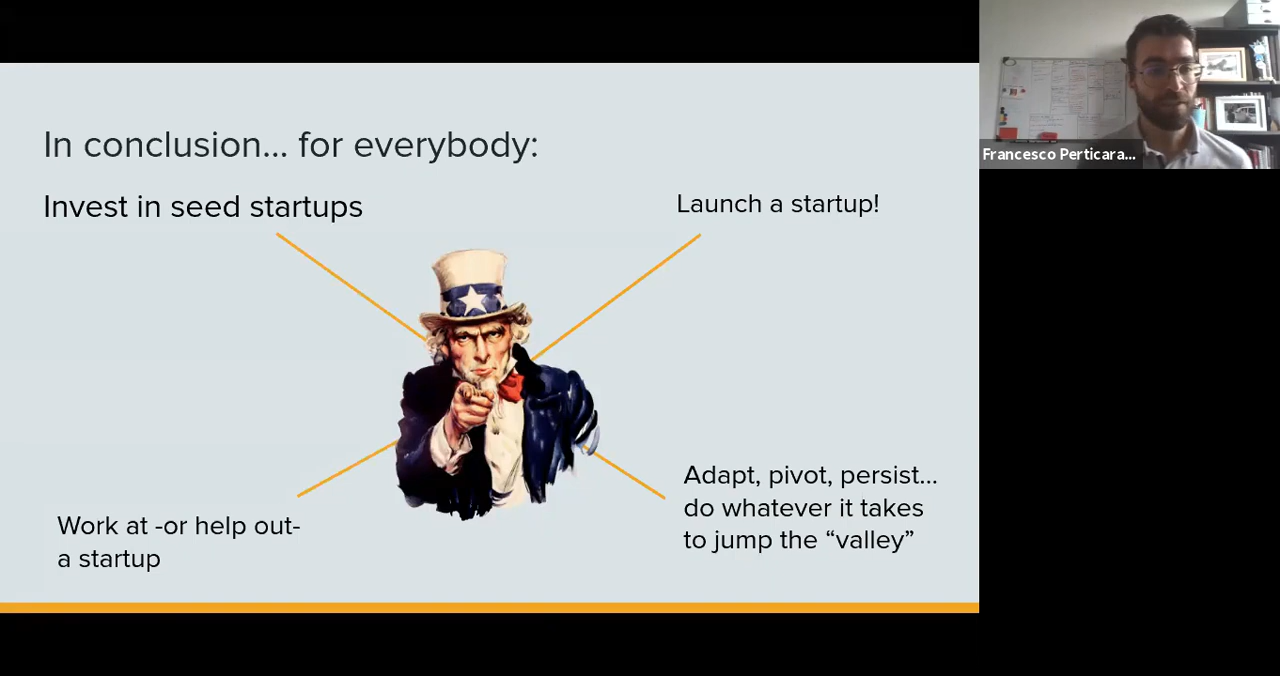 In conclusion... for everybody:
Invest in seed startups
Launch a startup!
Work at -or help out-
a startup
Adapt, pivot, persist...
do whatever it takes
to jump the “valley”
Francesco Perticara...